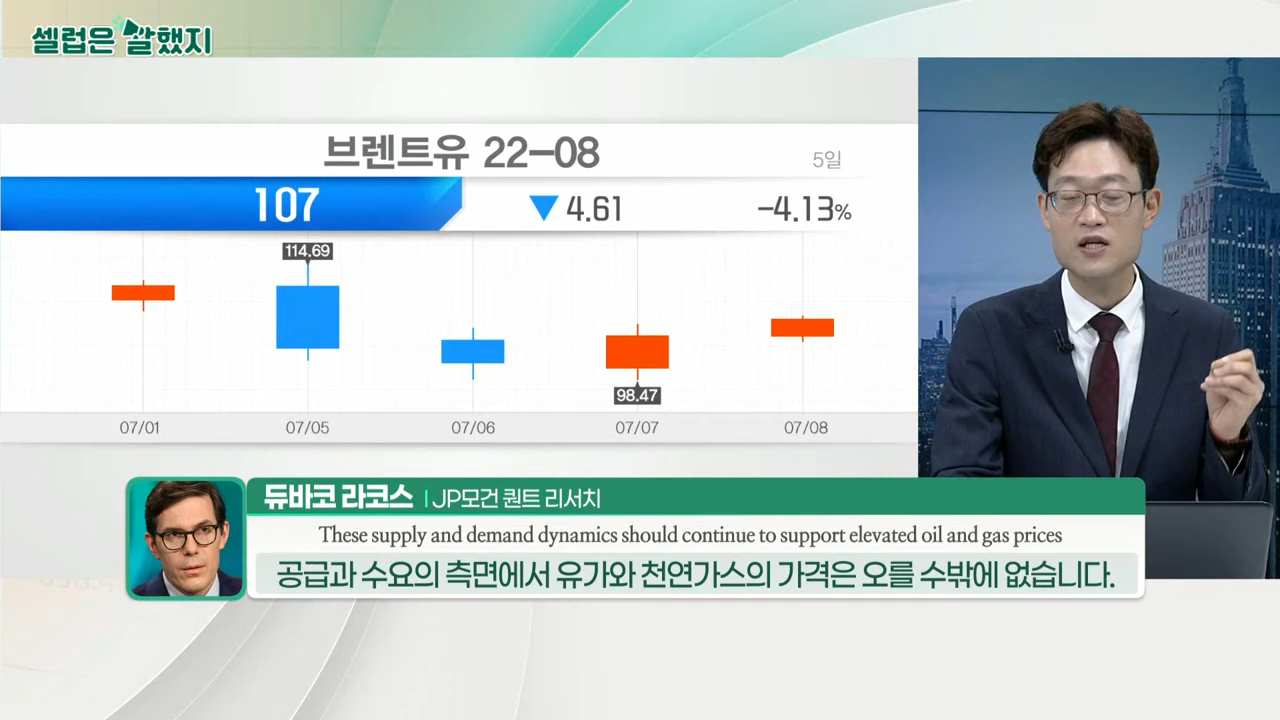 셀럽은 말했지
브렌트유 22-08
5일
107 ▼ 4.61 -4.13%
114.69
98.47
07/01 07/05 07/06 07/07 07/08
듀바코 라코스 | JP모건 퀀트 리서치
These supply and demand dynamics should continue to support elevated oil and gas prices
공급과 수요의 측면에서 유가와 천연가스의 가격은 오를 수밖에 없습니다.